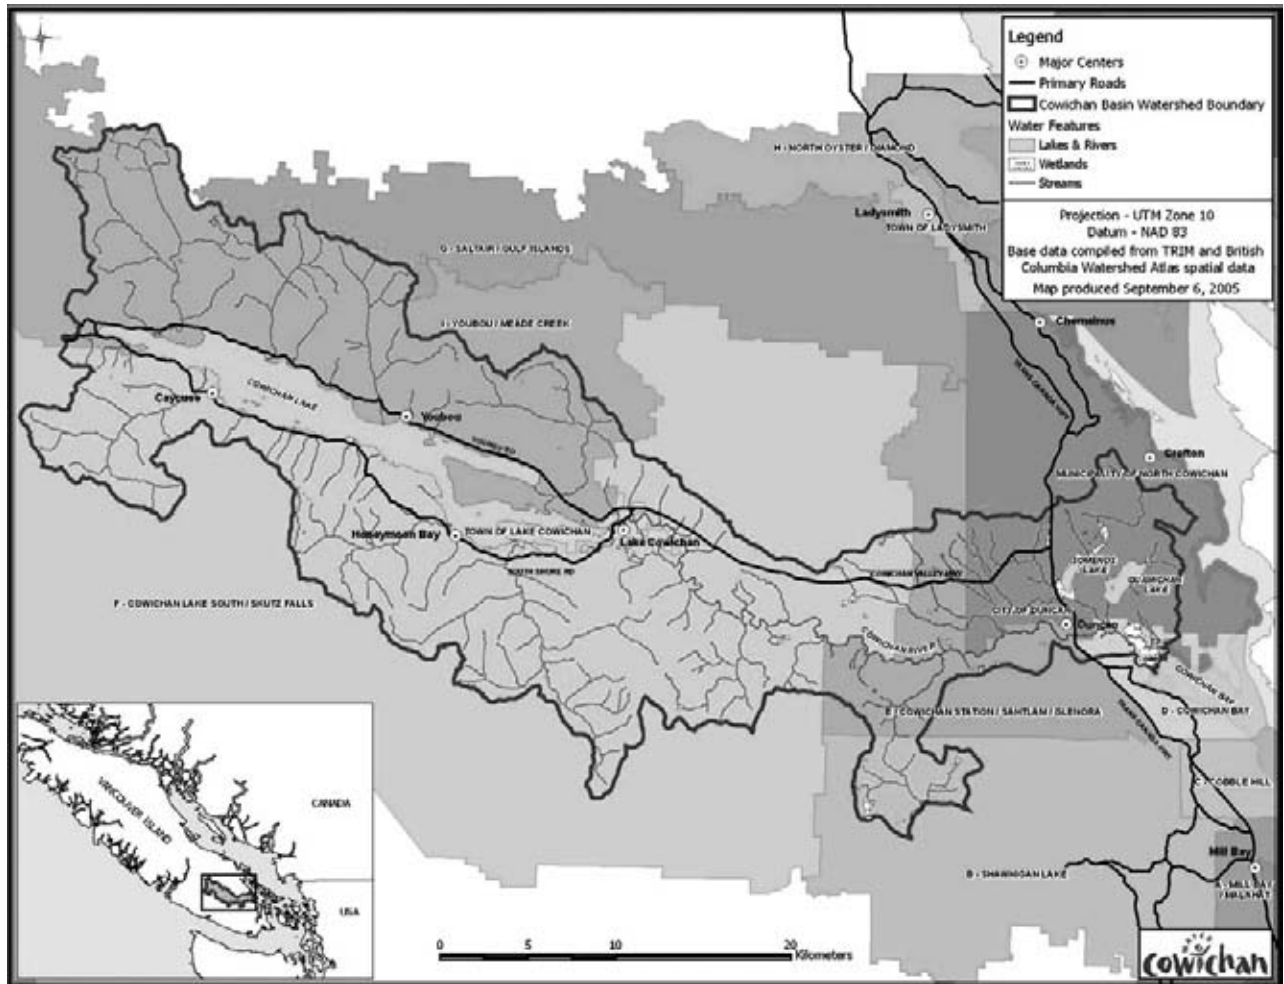 Legend
Major Centers
Primary Roads
Cowichan Basin Watershed Boundary
Water Features
Lakes & Rivers
Wetlands
Streams
Projection - UTM Zone 10
Datum - NAD 83
Base data compiled from TRIM and British
Columbia Watershed Atlas spatial data
Map produced September 6, 2005
H - NORTH OYSTER / DIAMOND
Ladysmith
TOWN OF LADYSMITH
G - SALTAIR / GULF ISLANDS
I - YOUBOU / MEADE CREEK
Chemainus
TRANS CANADA HWY
COWICHAN LAKE
Caycuse
Youbou
YOUBOU RD
Crofton
MUNICIPALITY OF NORTH COWICHAN
Honeymoon Bay
TOWN OF LAKE COWICHAN
Lake Cowichan
SOUTH SHORE RD
COWICHAN VALLEY HWY
SOMENOS
LAKE
QUAMICHAN
LAKE
F - COWICHAN LAKE SOUTH / SKUTZ FALLS
CITY OF DUNCAN
Duncan
COWICHAN RIVER
COWICHAN BAY
D - COWICHAN BAY
E - COWICHAN STATION / SAHTLAM / GLENORA
TRANS CANADA HWY
C - COBBLE HILL
Mill Bay
B - SHAWNIGAN LAKE
A - MILL BAY
/ MALAHAT
VANCOUVER ISLAND
CANADA
USA
0 5 10 20
Kilometers
cowichan